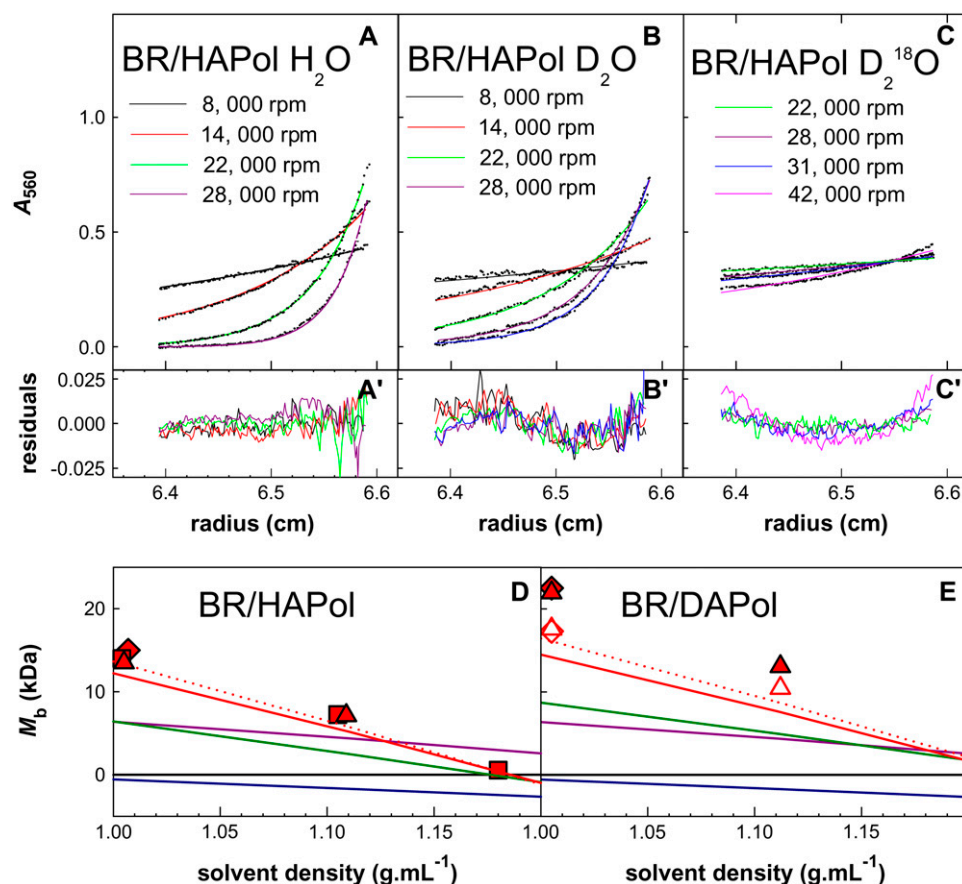 A
BR/HAPol H₂O
8, 000 rpm
14, 000 rpm
22, 000 rpm
28, 000 rpm
B
BR/HAPol D₂O
8, 000 rpm
14, 000 rpm
22, 000 rpm
28, 000 rpm
C
BR/HAPol D₂¹⁸O
22, 000 rpm
28, 000 rpm
31, 000 rpm
42, 000 rpm
A₅₆₀
1.0
0.5
0.0
A'
B'
C'
residuals
0.025
0.000
-0.025
6.4 6.5 6.6
6.4 6.5 6.6
6.4 6.5 6.6
radius (cm)
radius (cm)
radius (cm)
BR/HAPol
D
BR/DAPol
E
M_b (kDa)
20
10
0
1.00 1.05 1.10 1.15
1.00 1.05 1.10 1.15
solvent density (g.mL⁻¹)
solvent density (g.mL⁻¹)